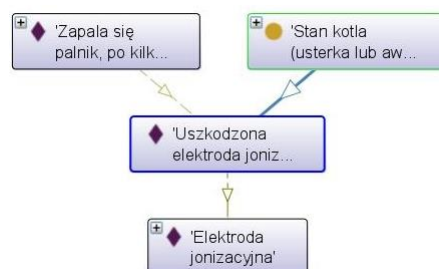 'Zapala się
palnik, po kilk...
'Stan kotla
(usterka lub aw...
'Uszkodzona
elektroda joniz...
'Elektroda
jonizacyjna'